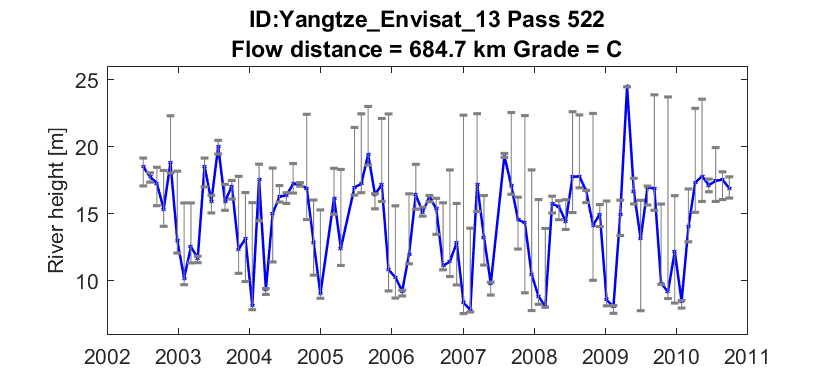 ID:Yangtze_Envisat_13 Pass 522
Flow distance = 684.7 km Grade = C
River height [m]
25
20
15
10
2002 2003 2004 2005 2006 2007 2008 2009 2010 2011